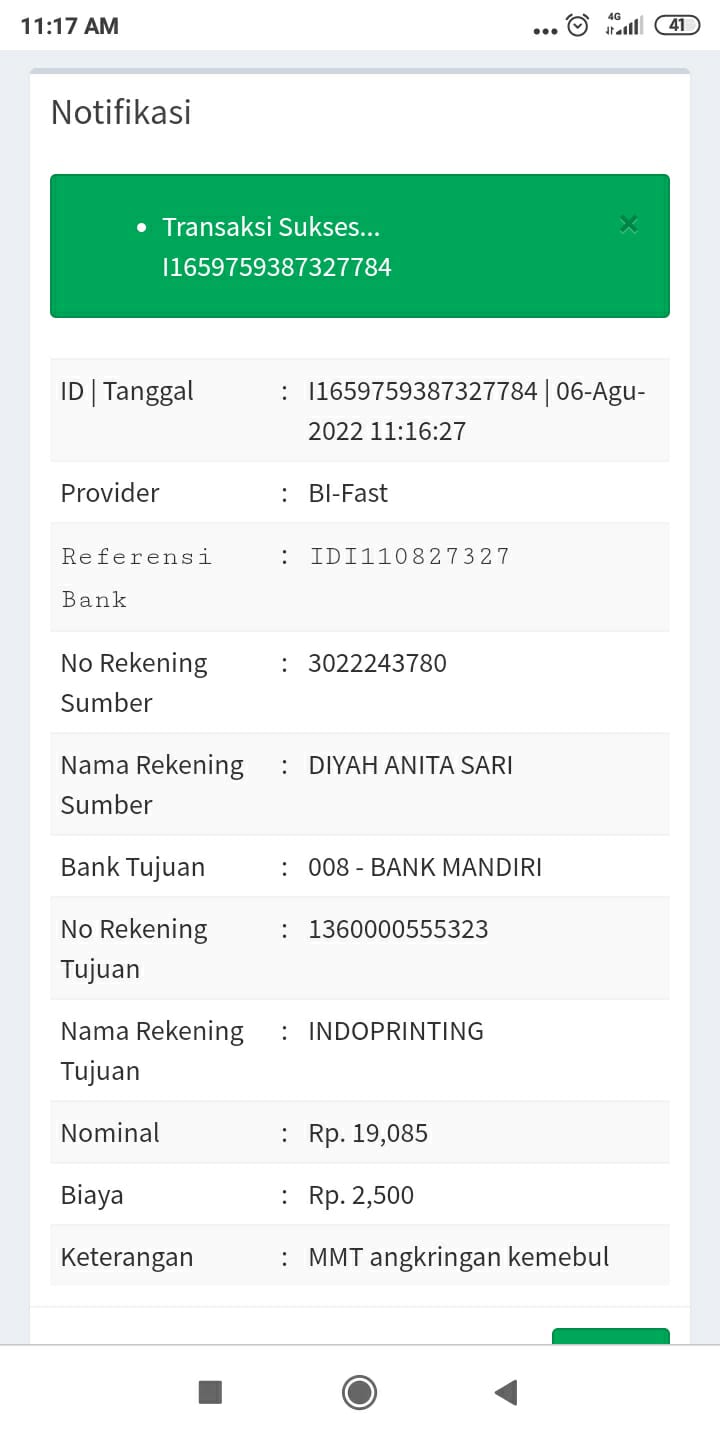 11:17 AM
4G
41
Notifikasi
Transaksi Sukses...
I1659759387327784
ID | Tanggal : I1659759387327784 | 06-Agu-
2022 11:16:27
Provider : BI-Fast
Referensi : IDI110827327
Bank
No Rekening : 3022243780
Sumber
Nama Rekening : DIYAH ANITA SARI
Sumber
Bank Tujuan : 008 - BANK MANDIRI
No Rekening : 1360000555323
Tujuan
Nama Rekening : INDOPRINTING
Tujuan
Nominal : Rp. 19,085
Biaya : Rp. 2,500
Keterangan : MMT angkringan kemebul